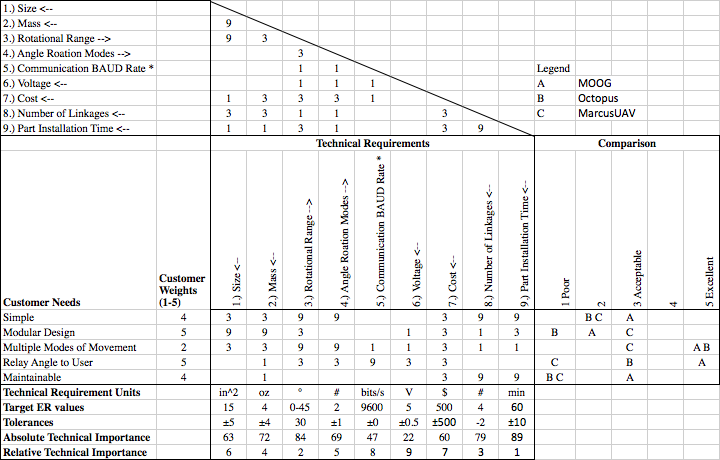 1.) Size <--
2.) Mass <-- 9
3.) Rotational Range <-- 9 3
4.) Angle Roation Modes --> 3
5.) Communication BAUD Rate * 1 1 Legend
6.) Voltage <-- 1 1 1 A MOOG
7.) Cost <-- 1 3 3 3 1 B Octopus
8.) Number of Linkages <-- 3 3 1 1 3 C MarcusUAV
9.) Part Installation Time <-- 1 1 3 1 3 9
Technical Requirements Comparison
Customer Needs Customer Weights (1-5) 1.) Size <-- 2.) Mass <-- 3.) Rotational Range --> 4.) Angle Roation Modes --> 5.) Communication BAUD Rate * 6.) Voltage <-- 7.) Cost <-- 8.) Number of Linkages <-- 9.) Part Installation Time <-- 1 Poor 2 3 Acceptable 4 5 Excellent
Simple 4 3 3 9 9 3 9 9 B C A
Modular Design 5 9 9 3 1 3 1 3 B A C
Multiple Modes of Movement 2 3 3 9 9 1 1 3 1 1 C A B
Relay Angle to User 5 1 3 3 9 3 3 C B A
Maintainable 4 1 3 9 9 B C A
Technical Requirement Units in^2 oz ° # bits/s V $ # min
Target ER values 15 4 0-45 2 9600 5 500 4 60
Tolerances ±5 ±4 30 ±1 ±0 ±0.5 ±500 -2 ±10
Absolute Technical Importance 63 72 84 69 47 22 60 79 89
Relative Technical Importance 6 4 2 5 8 9 7 3 1